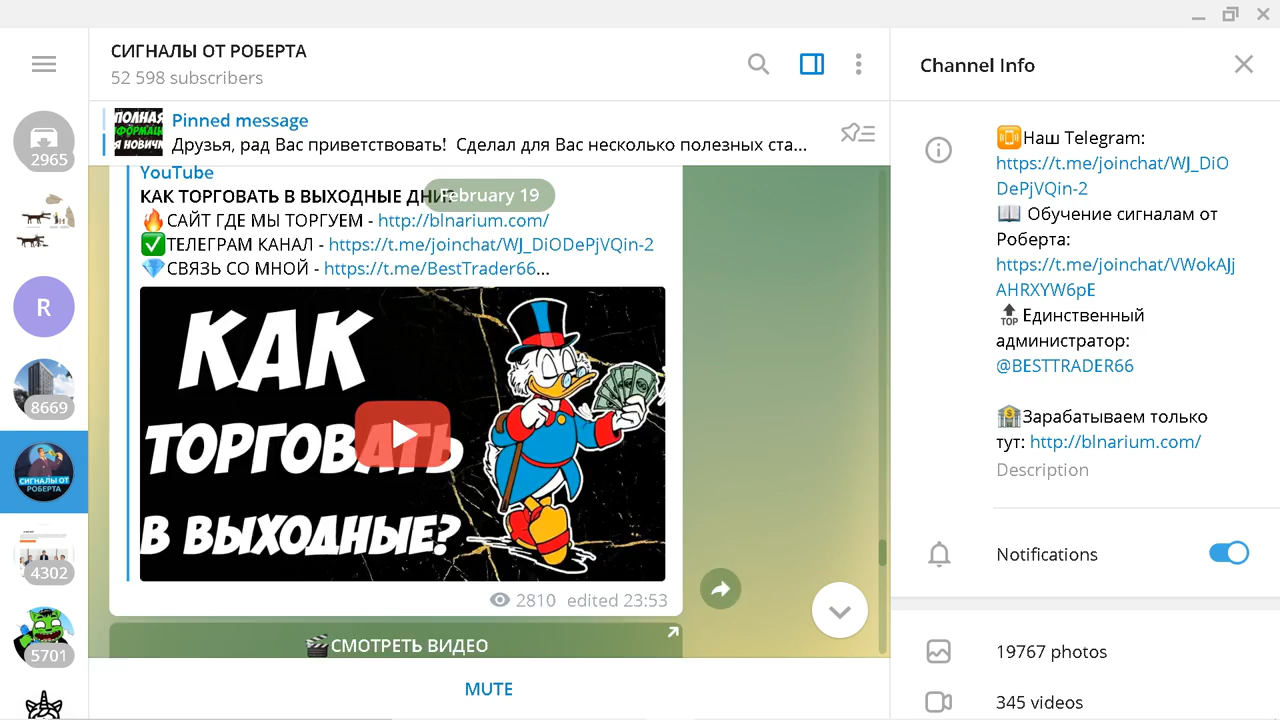 СИГНАЛЫ ОТ РОБЕРТА
52 598 subscribers
Channel Info
Pinned message
Друзья, рад Вас приветствовать! Сделал для Вас несколько полезных ста...
ПОЛНАЯ
YouTube
КАК ТОРГОВАТЬ В ВЫХОДНЫЕ ДНИ?
February 19
🔥САЙТ ГДЕ МЫ ТОРГУЕМ - http://blnarium.com/
✅ТЕЛЕГРАМ КАНАЛ - https://t.me/joinchat/WJ_DiODePjVQin-2
💎СВЯЗЬ СО МНОЙ - https://t.me/BestTrader66...
КАК
ТОРГОВАТЬ
В ВЫХОДНЫЕ?
2810 edited 23:53
🎬СМОТРЕТЬ ВИДЕО
MUTE
2965
R
8669
СИГНАЛЫ ОТ
РОБЕРТА
4302
5701
Наш Telegram:
https://t.me/joinchat/WJ_DiO
DePjVQin-2
📖 Обучение сигналам от
Роберта:
https://t.me/joinchat/VWokAJj
AHRXYW6pE
🔝Единственный
администратор:
@BESTTRADER66
Зарабатываем только
тут: http://blnarium.com/
Description
Notifications
19767 photos
345 videos